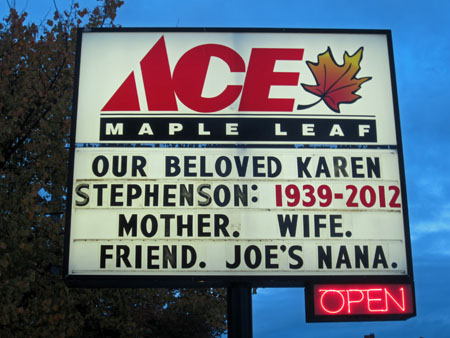 ACE
MAPLE LEAF
OUR BELOVED KAREN
STEPHENSON: 1939-2012
MOTHER. WIFE.
FRIEND. JOE'S NANA.
OPEN